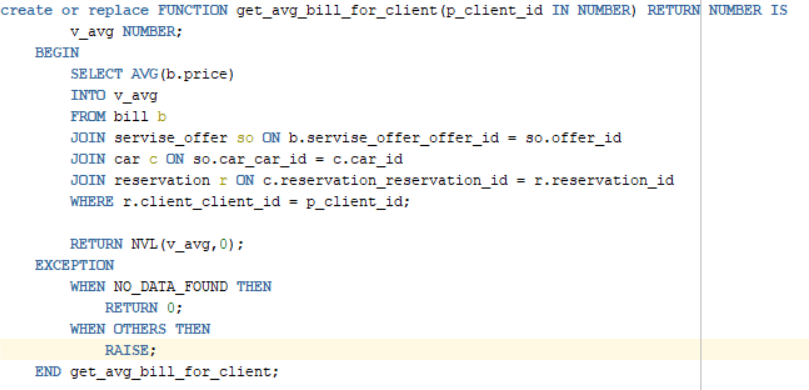 create or replace FUNCTION get_avg_bill_for_client(p_client_id IN NUMBER) RETURN NUMBER IS
        v_avg NUMBER;
    BEGIN
        SELECT AVG(b.price)
        INTO v_avg
        FROM bill b
        JOIN servise_offer so ON b.servise_offer_offer_id = so.offer_id
        JOIN car c ON so.car_car_id = c.car_id
        JOIN reservation r ON c.reservation_reservation_id = r.reservation_id
        WHERE r.client_client_id = p_client_id;

        RETURN NVL(v_avg,0);
    EXCEPTION
        WHEN NO_DATA_FOUND THEN
            RETURN 0;
        WHEN OTHERS THEN
            RAISE;
    END get_avg_bill_for_client;